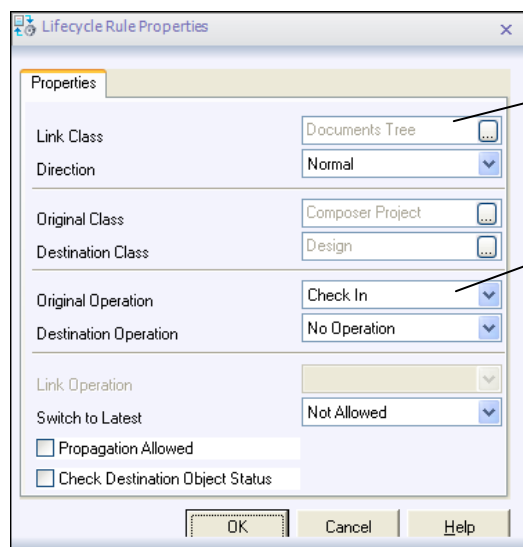 Lifecycle Rule Properties
Properties
Link Class Documents Tree ...
Direction Normal
Original Class Composer Project ...
Destination Class Design ...
Original Operation Check In
Destination Operation No Operation
Link Operation
Switch to Latest Not Allowed
Propagation Allowed
Check Destination Object Status
OK Cancel Help